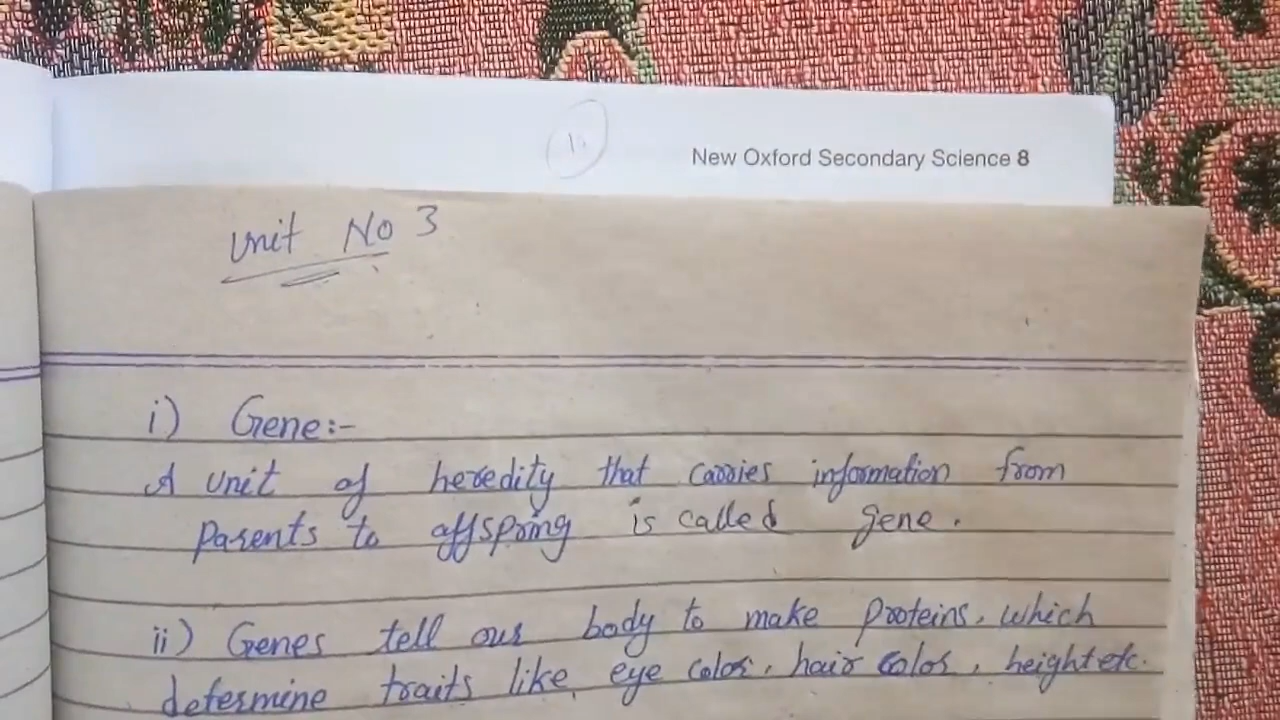 11.
New Oxford Secondary Science 8
Unit No 3
i) Gene:-
A unit of heredity that carries information from
Parents to offspring is called gene.
ii) Genes tell our body to make Proteins, which
determine traits like eye color, hair color, height etc.